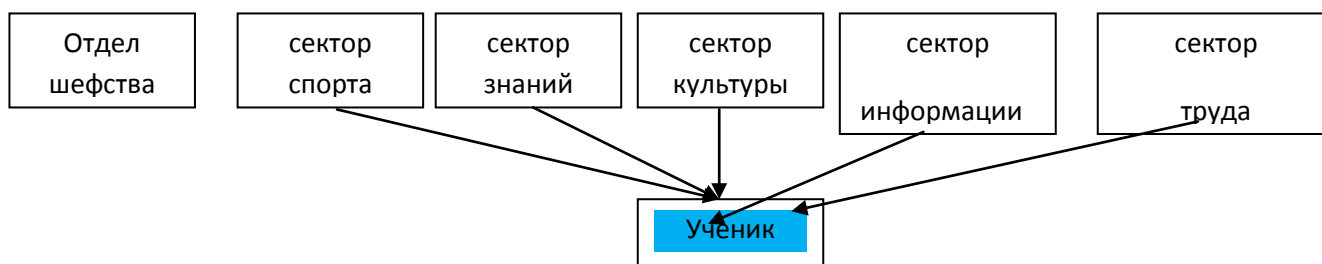 Отдел
шефства
сектор
спорта
сектор
знаний
сектор
культуры
сектор
информации
сектор
труда
Ученик